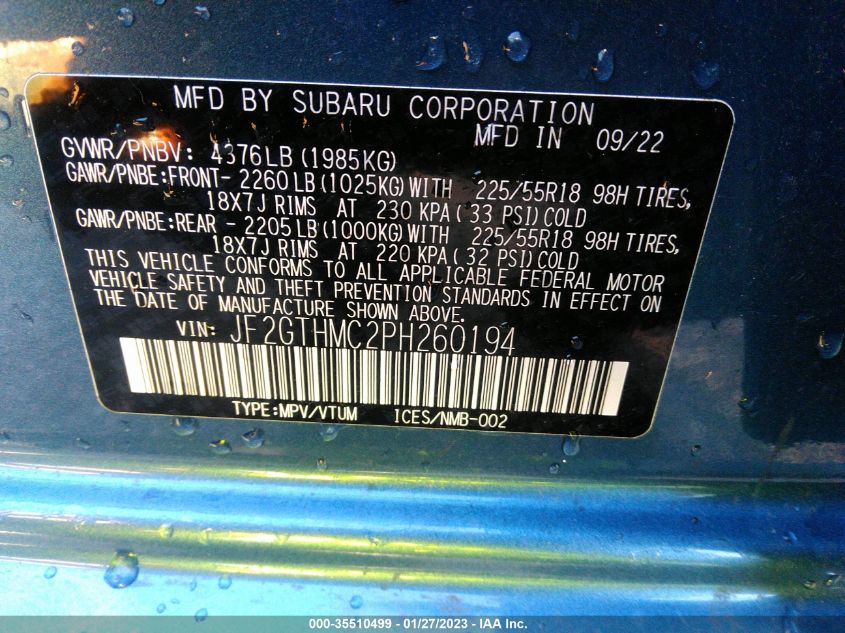 MFD BY SUBARU CORPORATION
MFD IN 09/22
GVWR/PNBV: 4376LB (1985KG)
GAWR/PNBE:FRONT- 2260LB (1025KG) WITH 225/55R18 98H TIRES,
18X7J RIMS AT 230 KPA (33 PSI) COLD
GAWR/PNBE:REAR - 2205LB (1000KG) WITH 225/55R18 98H TIRES,
18X7J RIMS AT 220 KPA (32 PSI) COLD
THIS VEHICLE CONFORMS TO ALL APPLICABLE FEDERAL MOTOR
VEHICLE SAFETY AND THEFT PREVENTION STANDARDS IN EFFECT ON
THE DATE OF MANUFACTURE SHOWN ABOVE.
VIN: JF2GTHMC2PH260194
TYPE:MPV/VTUM ICES/NMB-002
000-35510499 - 01/27/2023 - IAA Inc.